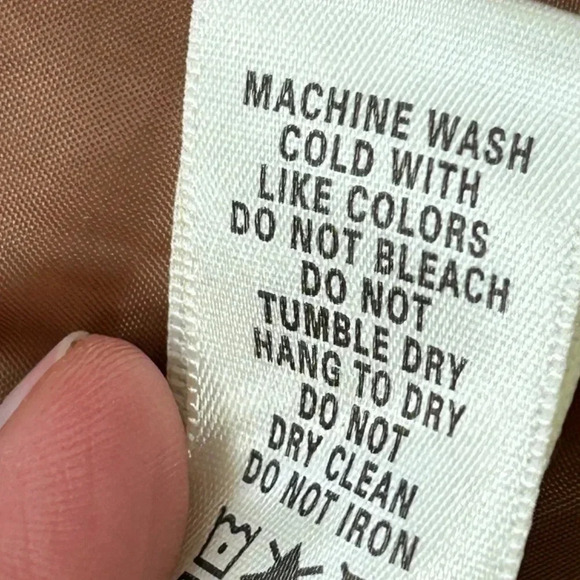 MACHINE WASH
COLD WITH
LIKE COLORS
DO NOT BLEACH
DO NOT
TUMBLE DRY
HANG TO DRY
DO NOT
DRY CLEAN
DO NOT IRON